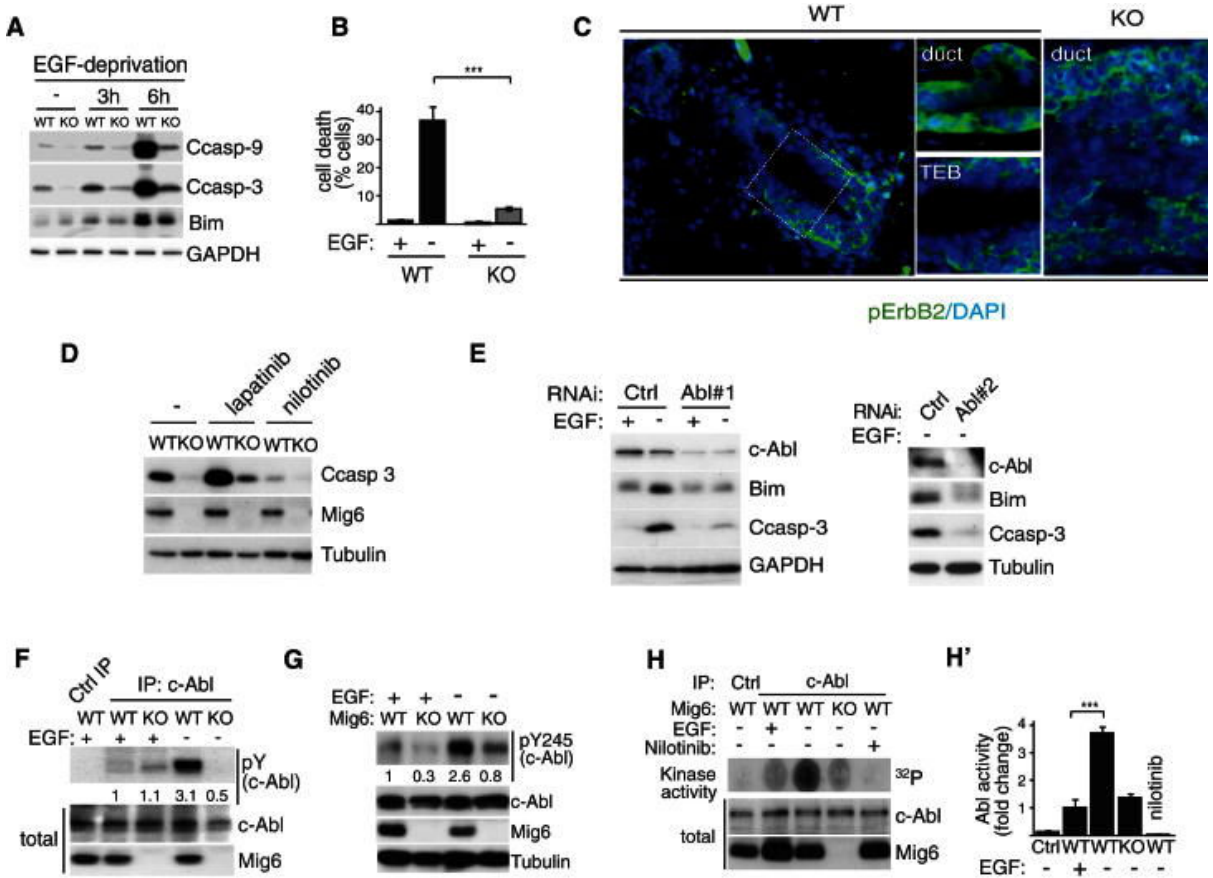 A
EGF-deprivation
- 3h 6h
WT KO WT KO WT KO
Ccasp-9
Ccasp-3
Bim
GAPDH
B
***
cell death
(% cells)
40
30
20
10
EGF: + - + -
WT KO
C
WT KO
duct
TEB
duct
pErbB2/DAPI
D
- lapatinib nilotinib
WTKO WTKO WTKO
Ccasp 3
Mig6
Tubulin
E
RNAi: Ctrl Abl#1
EGF: + - + -
c-Abl
Bim
Ccasp-3
GAPDH
RNAi: Ctrl Abl#2
EGF: - -
c-Abl
Bim
Ccasp-3
Tubulin
F
Ctrl IP IP: c-Abl
WT WT KO WT KO
EGF: + + + - -
pY
(c-Abl)
1 1.1 3.1 0.5
total
c-Abl
Mig6
G
EGF: + + - -
Mig6: WT KO WT KO
pY245
(c-Abl)
1 0.3 2.6 0.8
c-Abl
Mig6
Tubulin
H
IP: Ctrl c-Abl
Mig6: WT WT WT KO WT
EGF: - + - - -
Nilotinib: - - - - +
Kinase
activity
32P
total
c-Abl
Mig6
H'
***
Abl activity
(fold change)
4
3
2
1
nilotinib
Ctrl WT WT KO WT
EGF: + - - -